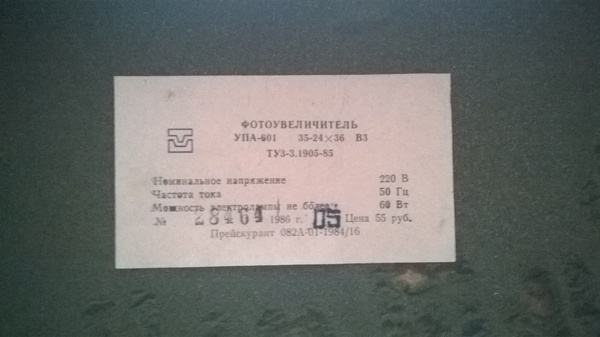 ФОТОУВЕЛИЧИТЕЛЬ
УПА-601 35-24×36 В3
ТУ3-3.1905-85
Номинальное напряжение 220 В
Частота тока 50 Гц
Мощность электролампы не более 60 Вт
№ 28464 1986 г. 05 Цена 55 руб.
Прейскурант 082А-01-1984/16